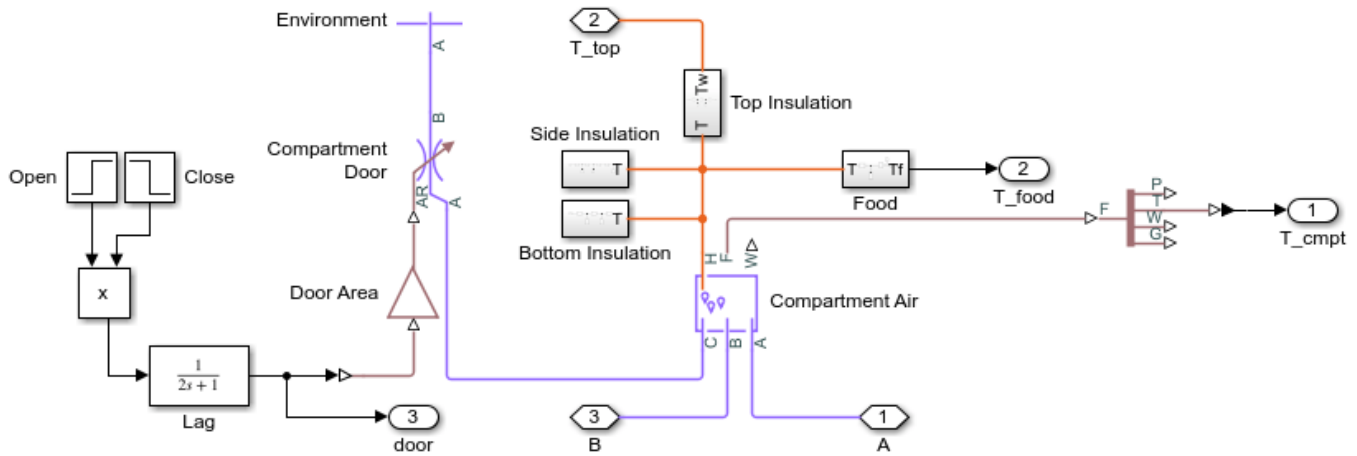 Environment
A
2
T_top
B
Tw
T
Top Insulation
Side Insulation
T
Compartment
Door
Open
Close
AR
A
T
Tf
Food
2
T_food
T
Bottom Insulation
P
T
W
G
F
1
T_cmpt
H
F
W
x
Door Area
Compartment Air
C
B
A
1
2s + 1
Lag
3
door
3
B
1
A